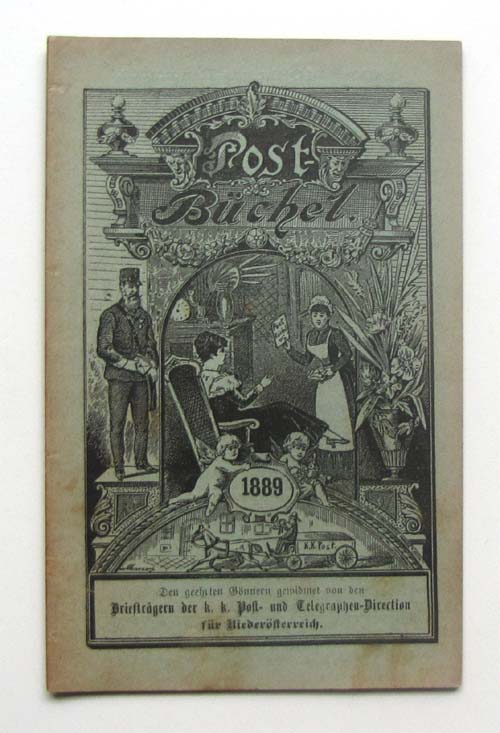 Post-
Büchel.
1889
K.K. Post.
Den geehrten Gönnern gewidmet von den
Briefträgern der k. k. Post- und Telegraphen-Direction
für Niederösterreich.